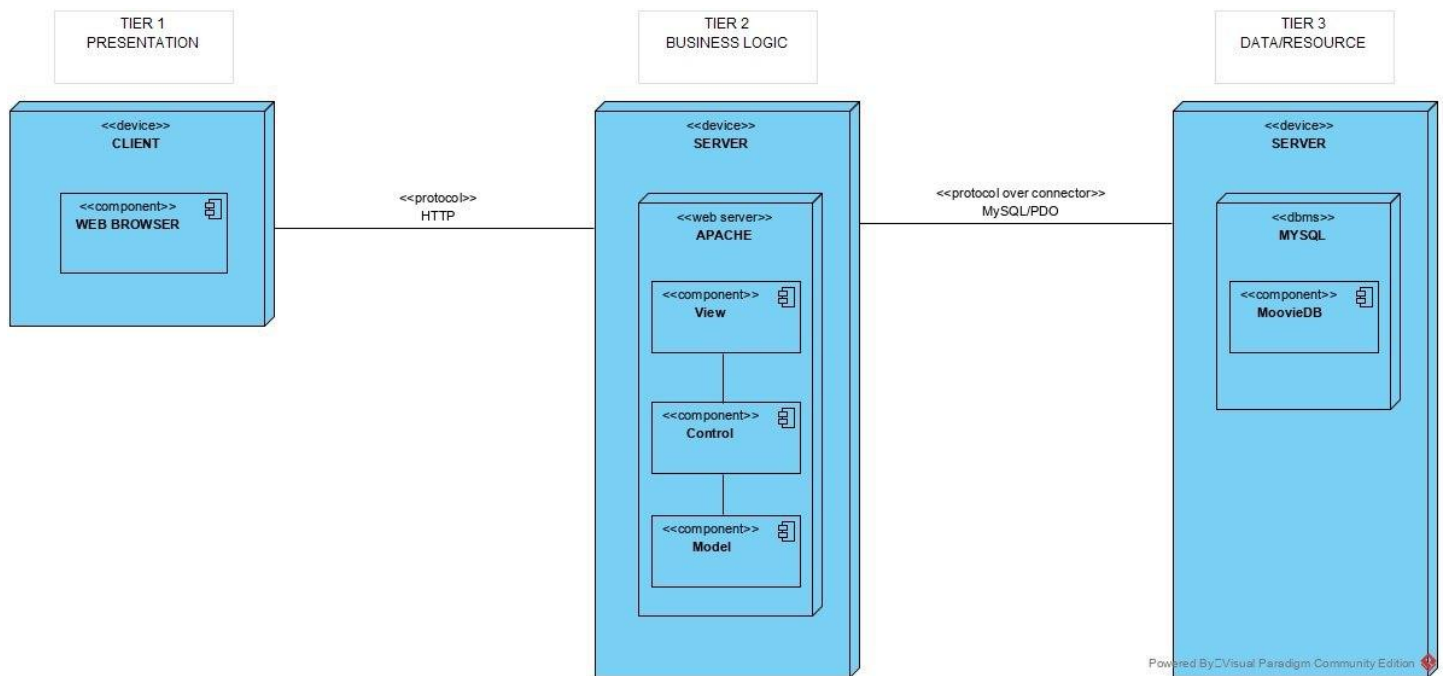 TIER 1
PRESENTATION
TIER 2
BUSINESS LOGIC
TIER 3
DATA/RESOURCE
<<device>>
CLIENT
<<component>>
WEB BROWSER
<<protocol>>
HTTP
<<device>>
SERVER
<<web server>>
APACHE
<<component>>
View
<<component>>
Control
<<component>>
Model
<<protocol over connector>>
MySQL/PDO
<<device>>
SERVER
<<dbms>>
MYSQL
<<component>>
MoovieDB
Powered By Visual Paradigm Community Edition